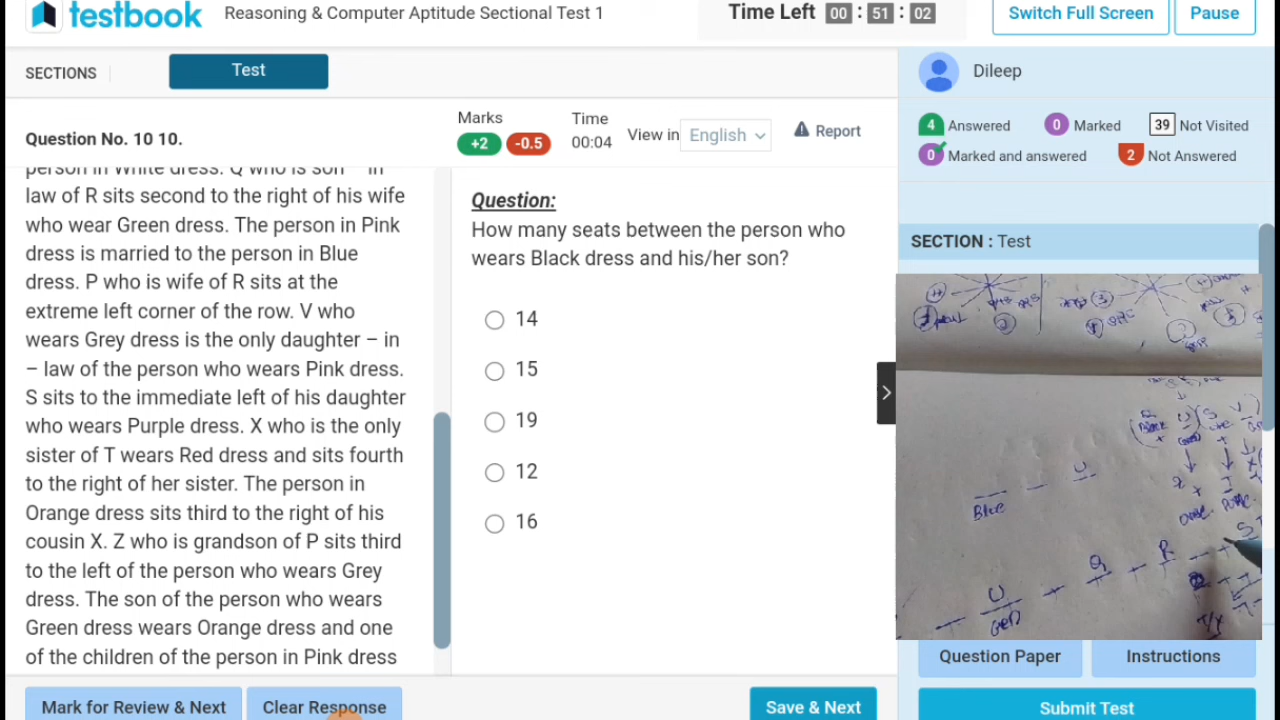 testbook
Reasoning & Computer Aptitude Sectional Test 1
Time Left 00 : 51 : 02
Switch Full Screen
Pause
SECTIONS
Test
Dileep
Question No. 10 10.
Marks
+2 -0.5
Time
00:04
View in English
Report
4 Answered
0 Marked
39 Not Visited
0 Marked and answered
2 Not Answered
SECTION : Test
person in White dress. Q who is son – in
law of R sits second to the right of his wife
who wear Green dress. The person in Pink
dress is married to the person in Blue
dress. P who is wife of R sits at the
extreme left corner of the row. V who
wears Grey dress is the only daughter – in
– law of the person who wears Pink dress.
S sits to the immediate left of his daughter
who wears Purple dress. X who is the only
sister of T wears Red dress and sits fourth
to the right of her sister. The person in
Orange dress sits third to the right of his
cousin X. Z who is grandson of P sits third
to the left of the person who wears Grey
dress. The son of the person who wears
Green dress wears Orange dress and one
of the children of the person in Pink dress
Question:
How many seats between the person who
wears Black dress and his/her son?
14
15
19
12
16
Blue
U
U
Q
R
S
Question Paper
Instructions
Mark for Review & Next
Clear Response
Save & Next
Submit Test